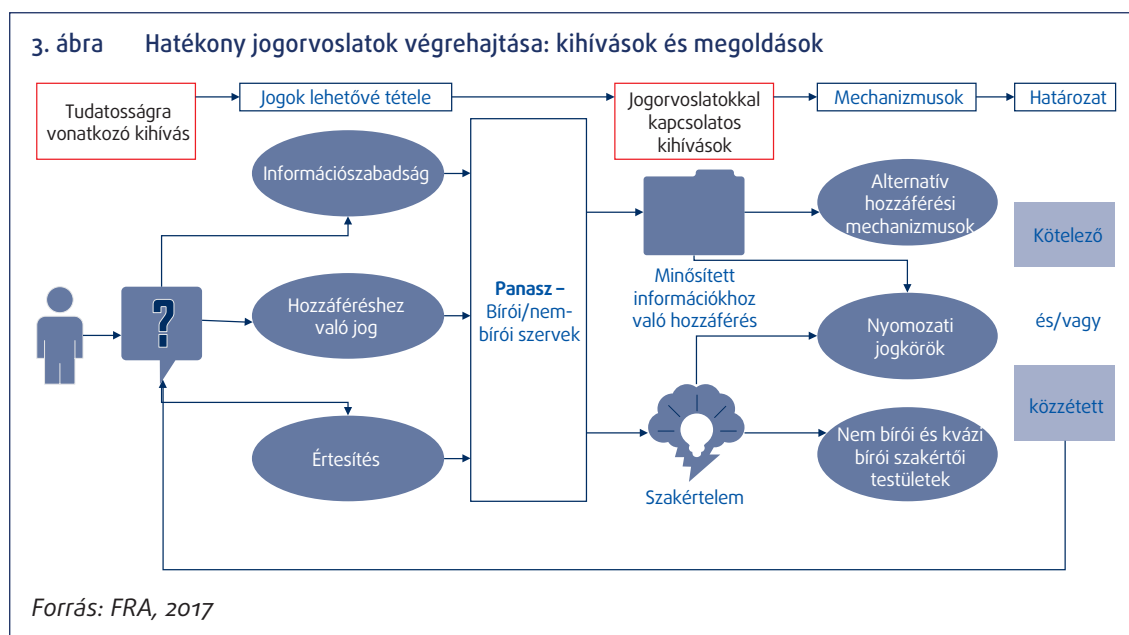 3. ábra Hatékony jogorvoslatok végrehajtása: kihívások és megoldások
Tudatosságra
vonatkozó kihívás
Jogok lehetővé tétele
Jogorvoslatokkal
kapcsolatos
kihívások
Mechanizmusok
Határozat
Információszabadság
Alternatív
hozzáférési
mechanizmusok
Kötelező
?
Hozzáféréshez
való jog
Panasz –
Bírói/nem-
bírói szervek
Minősített
információkhoz
való hozzáférés
Nyomozati
jogkörök
és/vagy
közzétett
Értesítés
Szakértelem
Nem bírói és kvázi
bírói szakértői
testületek
Forrás: FRA, 2017